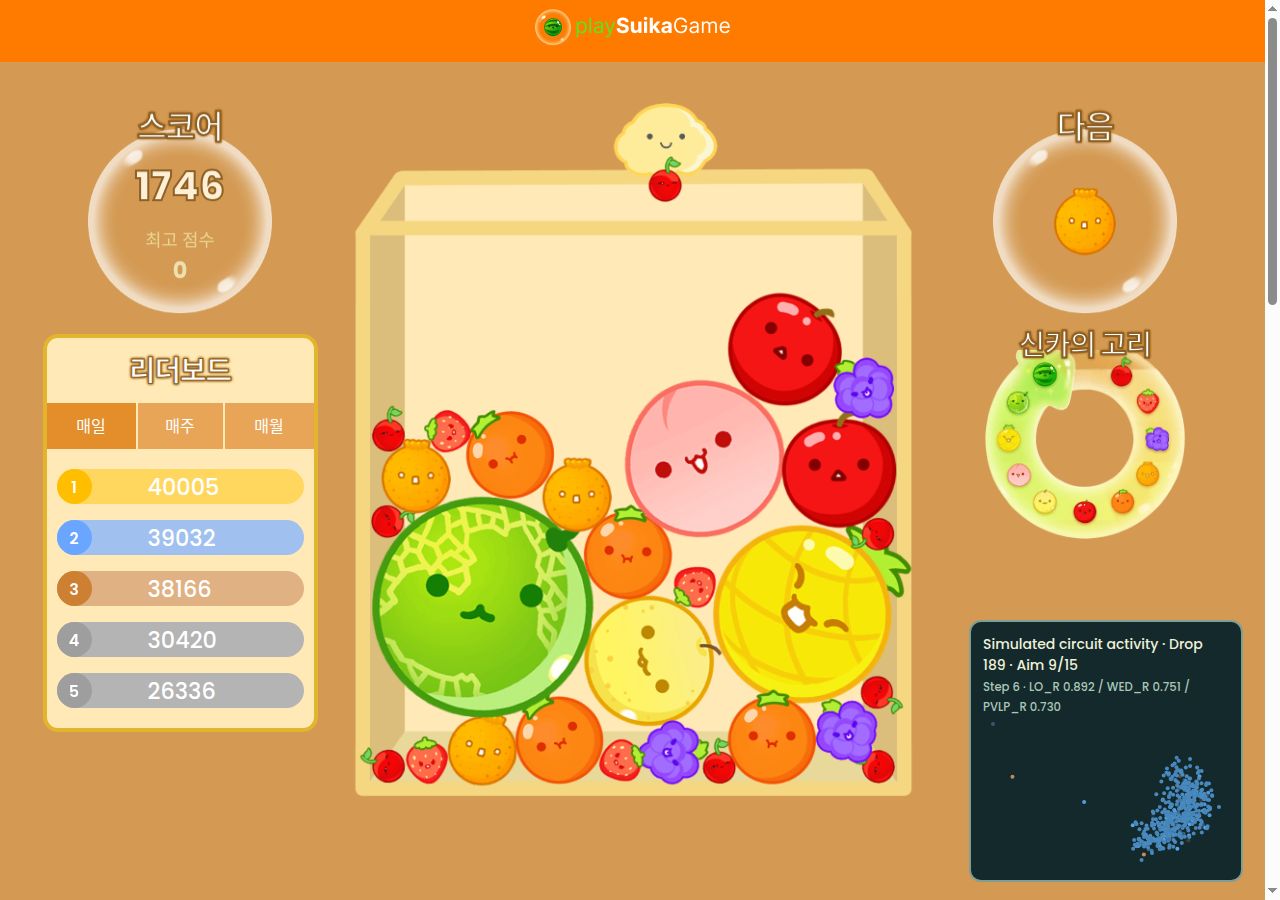 playSuikaGame
스코어
1746
최고 점수
0
다음
신카의 고리
리더보드
매일 매주 매월
1 40005
2 39032
3 38166
4 30420
5 26336
Simulated circuit activity · Drop
189 · Aim 9/15
Step 6 · LO_R 0.892 / WED_R 0.751 /
PVLP_R 0.730